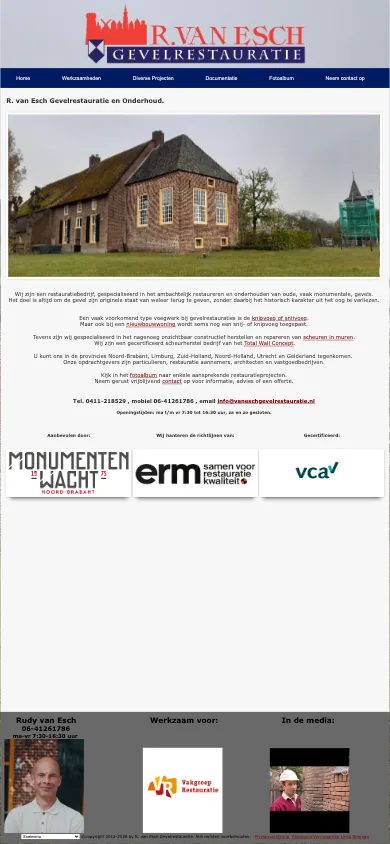 R. VAN ESCH
GEVELRESTAURATIE
Home Werkzaamheden Diverse Projecten Documentatie Fotoalbum Neem contact op
R. van Esch Gevelrestauratie en Onderhoud.
Wij zijn een restauratiebedrijf, gespecialiseerd in het ambachtelijk restaureren en onderhouden van oude, vaak monumentale, gevels.
Het doel is altijd om de gevel zijn originele staat van weleer terug te geven, zonder daarbij het historisch karakter uit het oog te verliezen.
Een vaak voorkomend type voegwerk bij gevelrestauraties is de knipvoeg of snijvoeg.
Maar ook bij een nieuwbouwwoning wordt soms nog een snij- of knipvoeg toegepast.
Tevens zijn wij gespecialiseerd in het nagenoeg onzichtbaar constructief herstellen en repareren van scheuren in muren.
Wij zijn een gecertificeerd scheurherstel bedrijf van het Total Wall Concept.
U kunt ons in de provincies Noord-Brabant, Limburg, Zuid-Holland, Noord-Holland, Utrecht en Gelderland tegenkomen.
Onze opdrachtgevers zijn particulieren, restauratie aannemers, architecten en vastgoedbedrijven.
Kijk in het fotoalbum naar enkele aansprekende restauratieprojecten.
Neem gerust vrijblijvend contact op voor informatie, advies of een offerte.
Tel. 0411-218529 , mobiel 06-41261786 , email info@vaneschgevelrestauratie.nl
Openingstijden: ma t/m vr 7:30 tot 16:30 uur, za en zo gesloten.
Aanbevolen door: Wij hanteren de richtlijnen van: Gecertificeerd:
MONUMENTEN
WACHT
15 75
NOORD-BRABANT
erm samen voor
restauratie
kwaliteit
vca
Rudy van Esch
06-41261786
ma-vr 7:30-16:30 uur
Werkzaam voor:
Vakgroep
Restauratie
In de media: